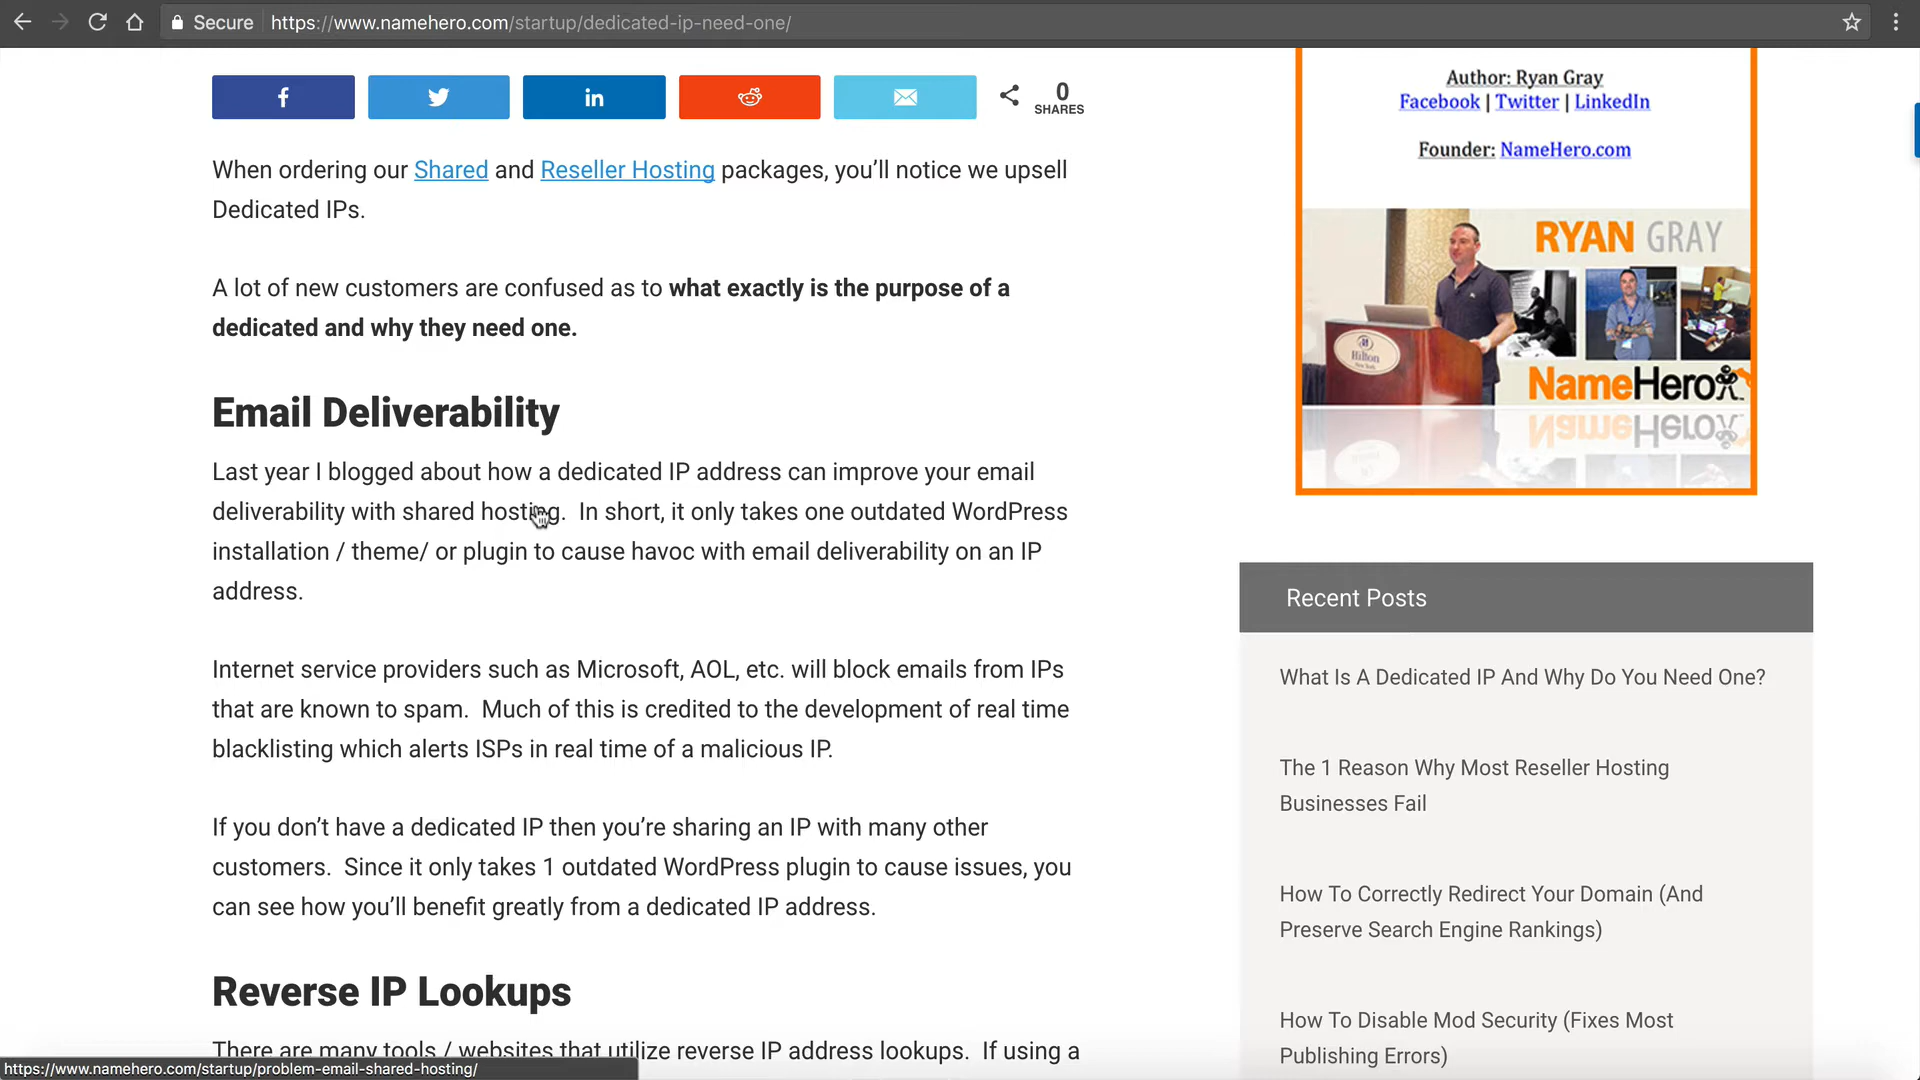 Secure https://www.namehero.com/startup/dedicated-ip-need-one/
0
SHARES
When ordering our Shared and Reseller Hosting packages, you’ll notice we upsell
Dedicated IPs.
A lot of new customers are confused as to what exactly is the purpose of a
dedicated and why they need one.
Email Deliverability
Last year I blogged about how a dedicated IP address can improve your email
deliverability with shared hosting.  In short, it only takes one outdated WordPress
installation / theme/ or plugin to cause havoc with email deliverability on an IP
address.
Internet service providers such as Microsoft, AOL, etc. will block emails from IPs
that are known to spam.  Much of this is credited to the development of real time
blacklisting which alerts ISPs in real time of a malicious IP.
If you don’t have a dedicated IP then you’re sharing an IP with many other
customers.  Since it only takes 1 outdated WordPress plugin to cause issues, you
can see how you’ll benefit greatly from a dedicated IP address.
Reverse IP Lookups
There are many tools / websites that utilize reverse IP address lookups.  If using a
https://www.namehero.com/startup/problem-email-shared-hosting/
Author: Ryan Gray
Facebook | Twitter | LinkedIn
Founder: NameHero.com
RYAN GRAY
Hilton
New York
NameHero
Recent Posts
What Is A Dedicated IP And Why Do You Need One?
The 1 Reason Why Most Reseller Hosting
Businesses Fail
How To Correctly Redirect Your Domain (And
Preserve Search Engine Rankings)
How To Disable Mod Security (Fixes Most
Publishing Errors)